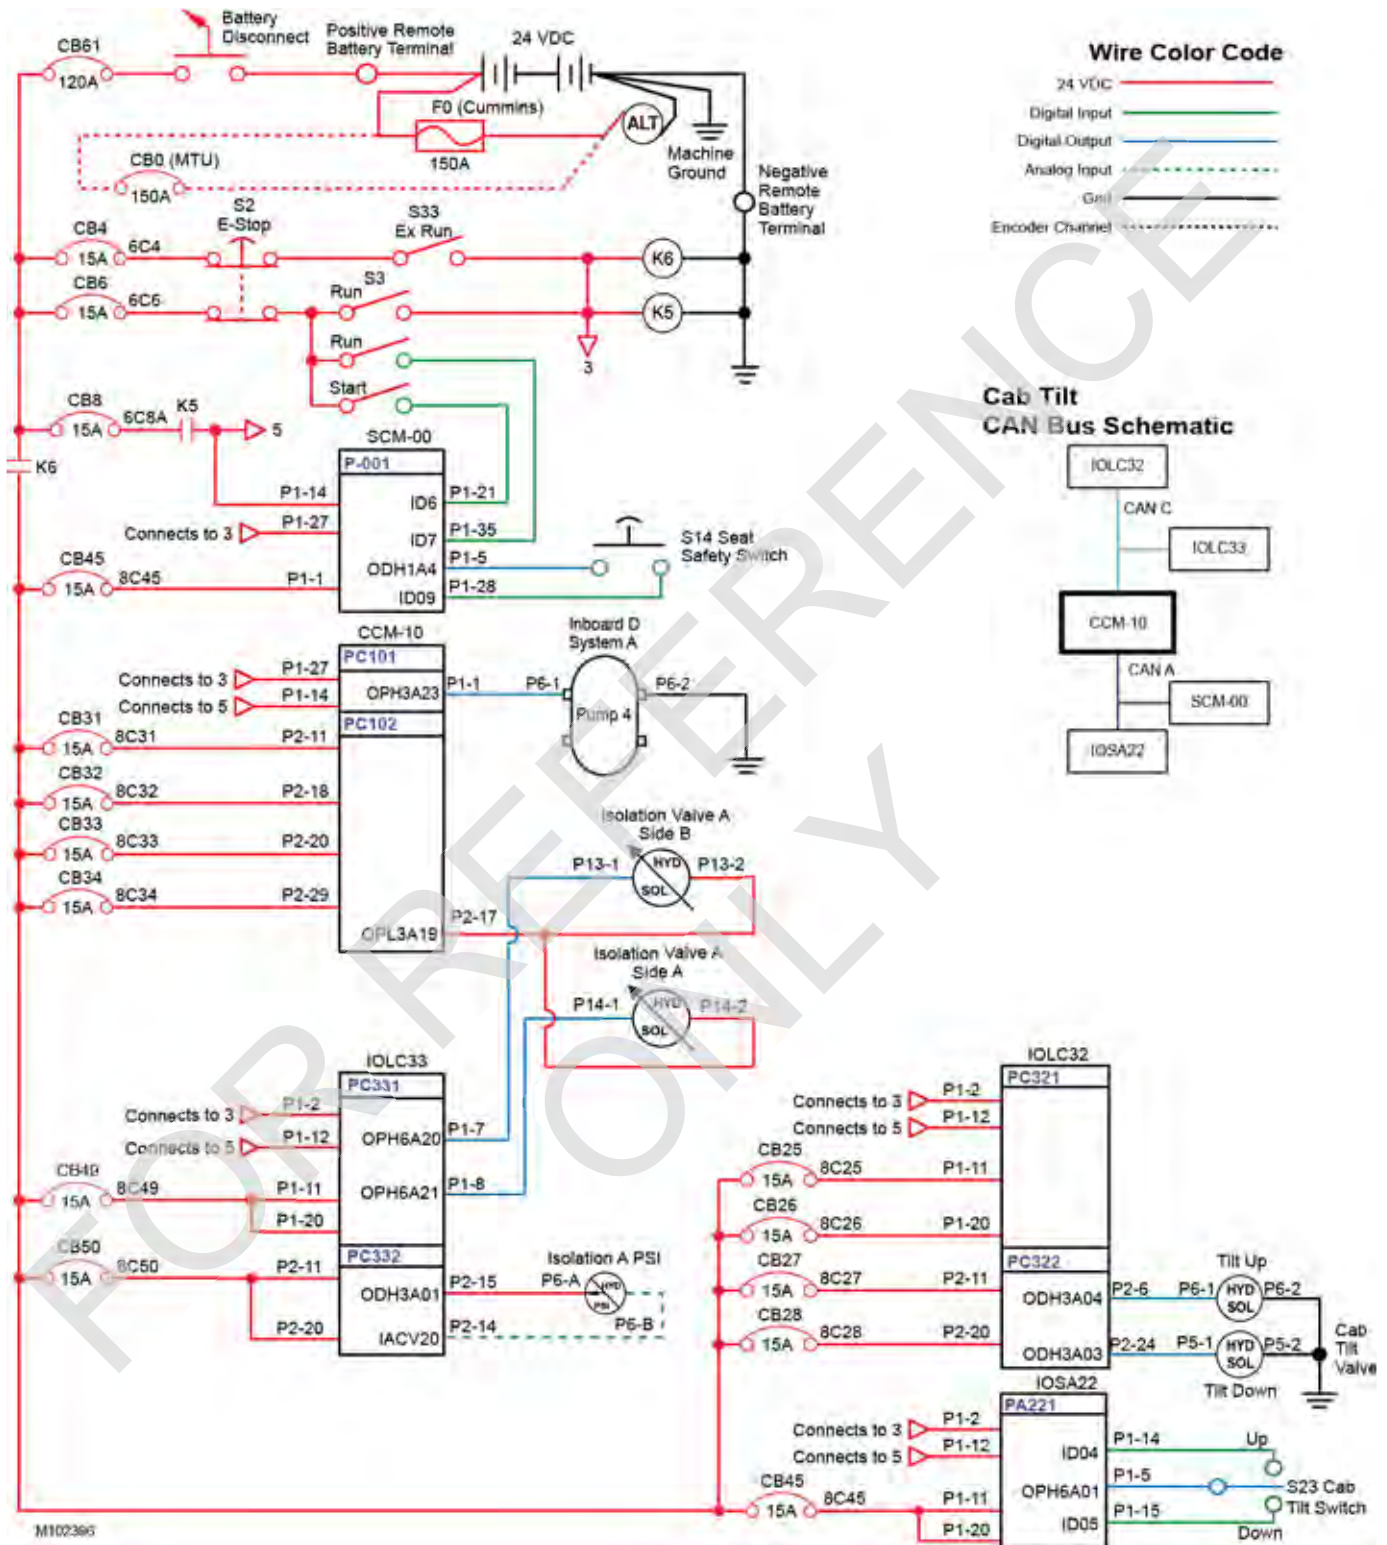 Battery
Disconnect
CB61
120A
Positive Remote
Battery Terminal
24 VDC
F0 (Cummins)
150A
ALT
CB0 (MTU)
150A
Machine
Ground
Negative
Remote
Battery
Terminal
Wire Color Code
24 VDC
Digital Input
Digital Output
Analog Input
Gnd
Encoder Channel
CB4
15A
6C4
S2
E-Stop
S33
Ex Run
K6
CB6
15A
6C6
Run
S3
K5
Run
Start
3
CB8
15A
6C8A
K5
5
K6
SCM-00
P-001
P1-14
ID6
P1-21
Connects to 3
P1-27
ID7
P1-35
ODH1A4
P1-5
S14 Seat
Safety Switch
CB45
15A
8C45
P1-1
ID09
P1-28
Cab Tilt
CAN Bus Schematic
IOLC32
CAN C
IOLC33
CCM-10
CAN A
SCM-00
IOSA22
CCM-10
PC101
Connects to 3
P1-27
Connects to 5
P1-14
OPH3A23
P1-1
P6-1
Inboard D
System A
Pump 4
P6-2
PC102
CB31
15A
8C31
P2-11
CB32
15A
8C32
P2-18
CB33
15A
8C33
P2-20
CB34
15A
8C34
P2-29
OPL3A19
P2-17
Isolation Valve A
Side B
P13-1
HYD
SOL
P13-2
Isolation Valve A
Side A
P14-1
HYD
SOL
P14-2
IOLC33
PC331
Connects to 3
P1-2
Connects to 5
P1-12
OPH6A20
P1-7
CB49
15A
8C49
P1-11
OPH6A21
P1-8
P1-20
PC332
CB50
15A
8C50
P2-11
ODH3A01
P2-15
Isolation A PSI
P6-A
HYD
PSI
P6-B
P2-20
IACV20
P2-14
IOLC32
PC321
Connects to 3
P1-2
Connects to 5
P1-12
CB25
15A
8C25
P1-11
CB26
15A
8C26
P1-20
PC322
CB27
15A
8C27
P2-11
ODH3A04
P2-6
P6-1
Tilt Up
HYD
SOL
P6-2
CB28
15A
8C28
P2-20
ODH3A03
P2-24
P5-1
HYD
SOL
P5-2
Tilt Down
Cab
Tilt
Valve
IOSA22
PA221
Connects to 3
P1-2
Connects to 5
P1-12
ID04
P1-14
Up
CB45
15A
8C45
P1-11
OPH6A01
P1-5
S23 Cab
Tilt Switch
P1-20
ID05
P1-15
Down
M102396
FOR REFERENCE
ONLY